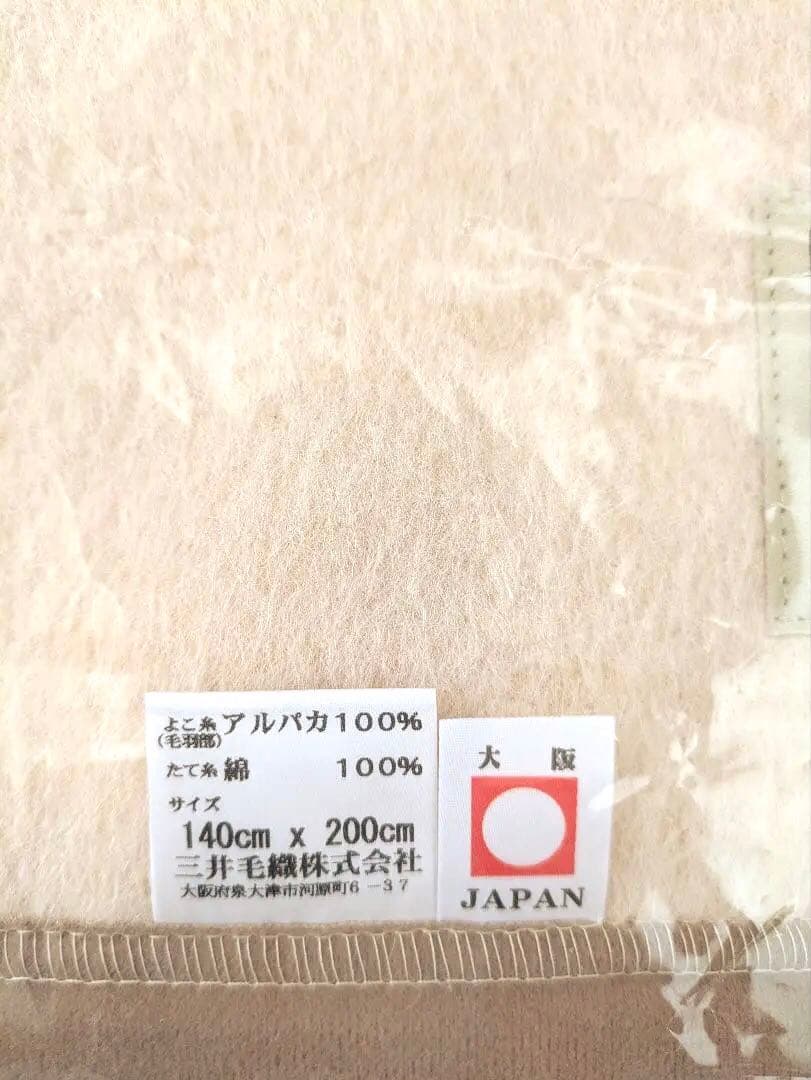 よこ糸 アルパカ100%
(毛羽部)
たて糸 綿 100%
サイズ
140cm x 200cm
三井毛織株式会社
大阪府泉大津市河原町6-37
大 阪
JAPAN